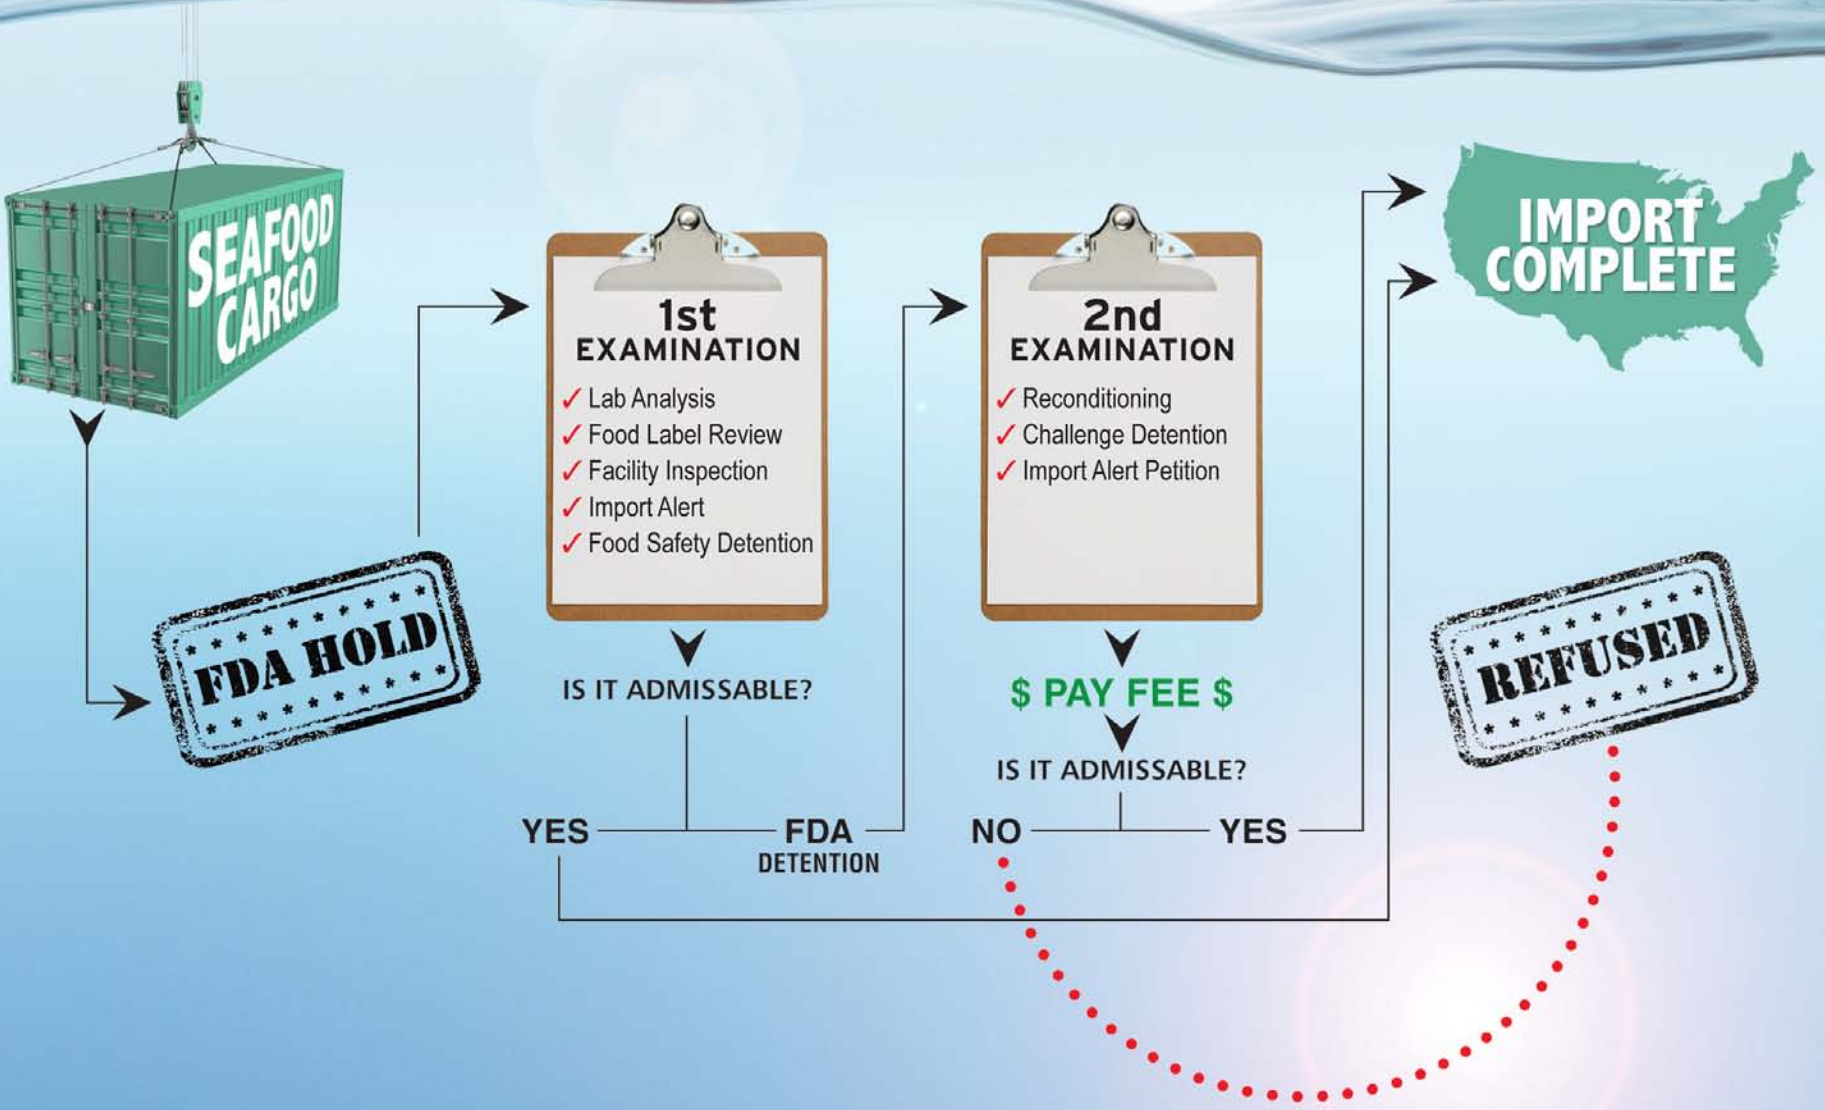 SEAFOOD
CARGO
FDA HOLD
1st
EXAMINATION
✓ Lab Analysis
✓ Food Label Review
✓ Facility Inspection
✓ Import Alert
✓ Food Safety Detention
IS IT ADMISSABLE?
YES
FDA
DETENTION
2nd
EXAMINATION
✓ Reconditioning
✓ Challenge Detention
✓ Import Alert Petition
$ PAY FEE $
IS IT ADMISSABLE?
NO
YES
IMPORT
COMPLETE
REFUSED